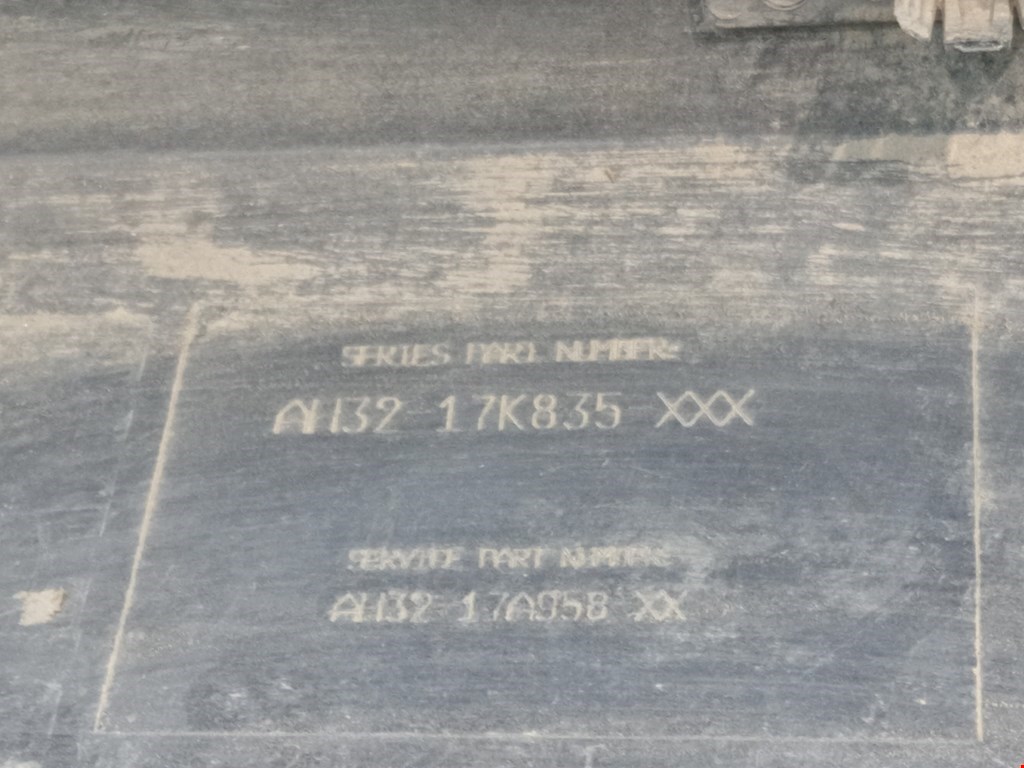 SERIES PART NUMBER:
AH32 17K835 XXX
SERVICE PART NUMBER:
AH32 17A958 XX